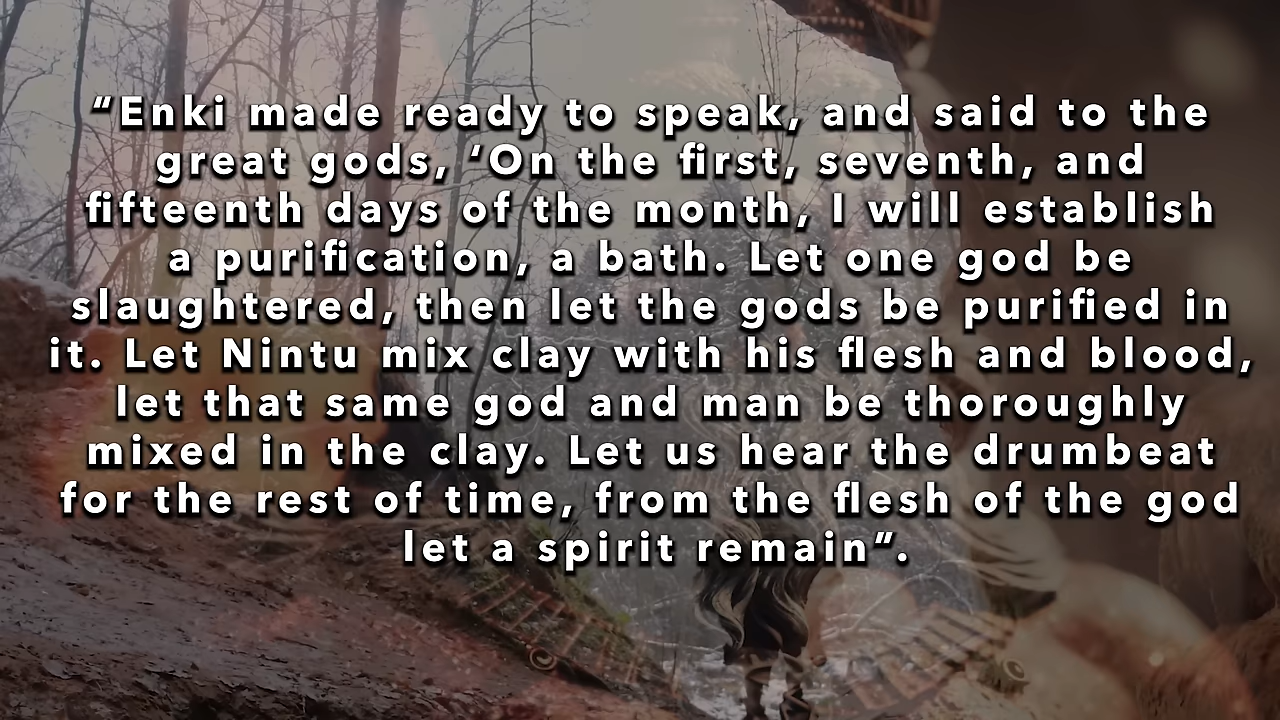 “Enki made ready to speak, and said to the
great gods, ‘On the first, seventh, and
fifteenth days of the month, I will establish
a purification, a bath. Let one god be
slaughtered, then let the gods be purified in
it. Let Nintu mix clay with his flesh and blood,
let that same god and man be thoroughly
mixed in the clay. Let us hear the drumbeat
for the rest of time, from the flesh of the god
let a spirit remain”.